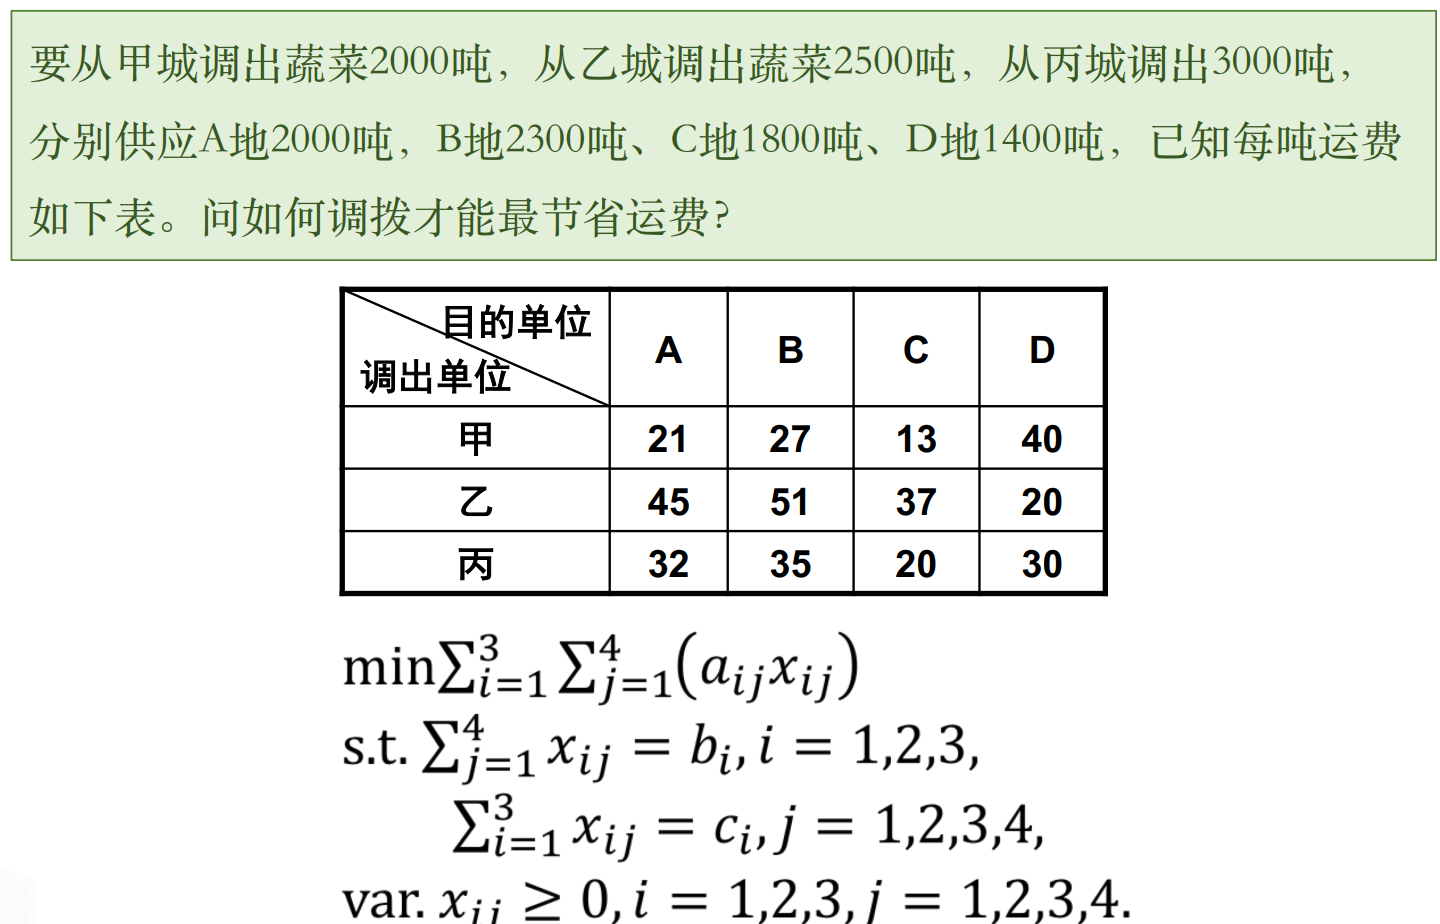 要从甲城调出蔬菜2000吨，从乙城调出蔬菜2500吨，从丙城调出3000吨，
分别供应A地2000吨，B地2300吨、C地1800吨、D地1400吨，已知每吨运费
如下表。问如何调拨才能最节省运费？
目的单位
调出单位 A B C D
甲 21 27 13 40
乙 45 51 37 20
丙 32 35 20 30
min∑_{i=1}^{3} ∑_{j=1}^{4} (a_{ij}x_{ij})
s.t. ∑_{j=1}^{4} x_{ij} = b_i, i = 1,2,3,
∑_{i=1}^{3} x_{ij} = c_i, j = 1,2,3,4,
var. x_{ij} ≥ 0, i = 1,2,3, j = 1,2,3,4.